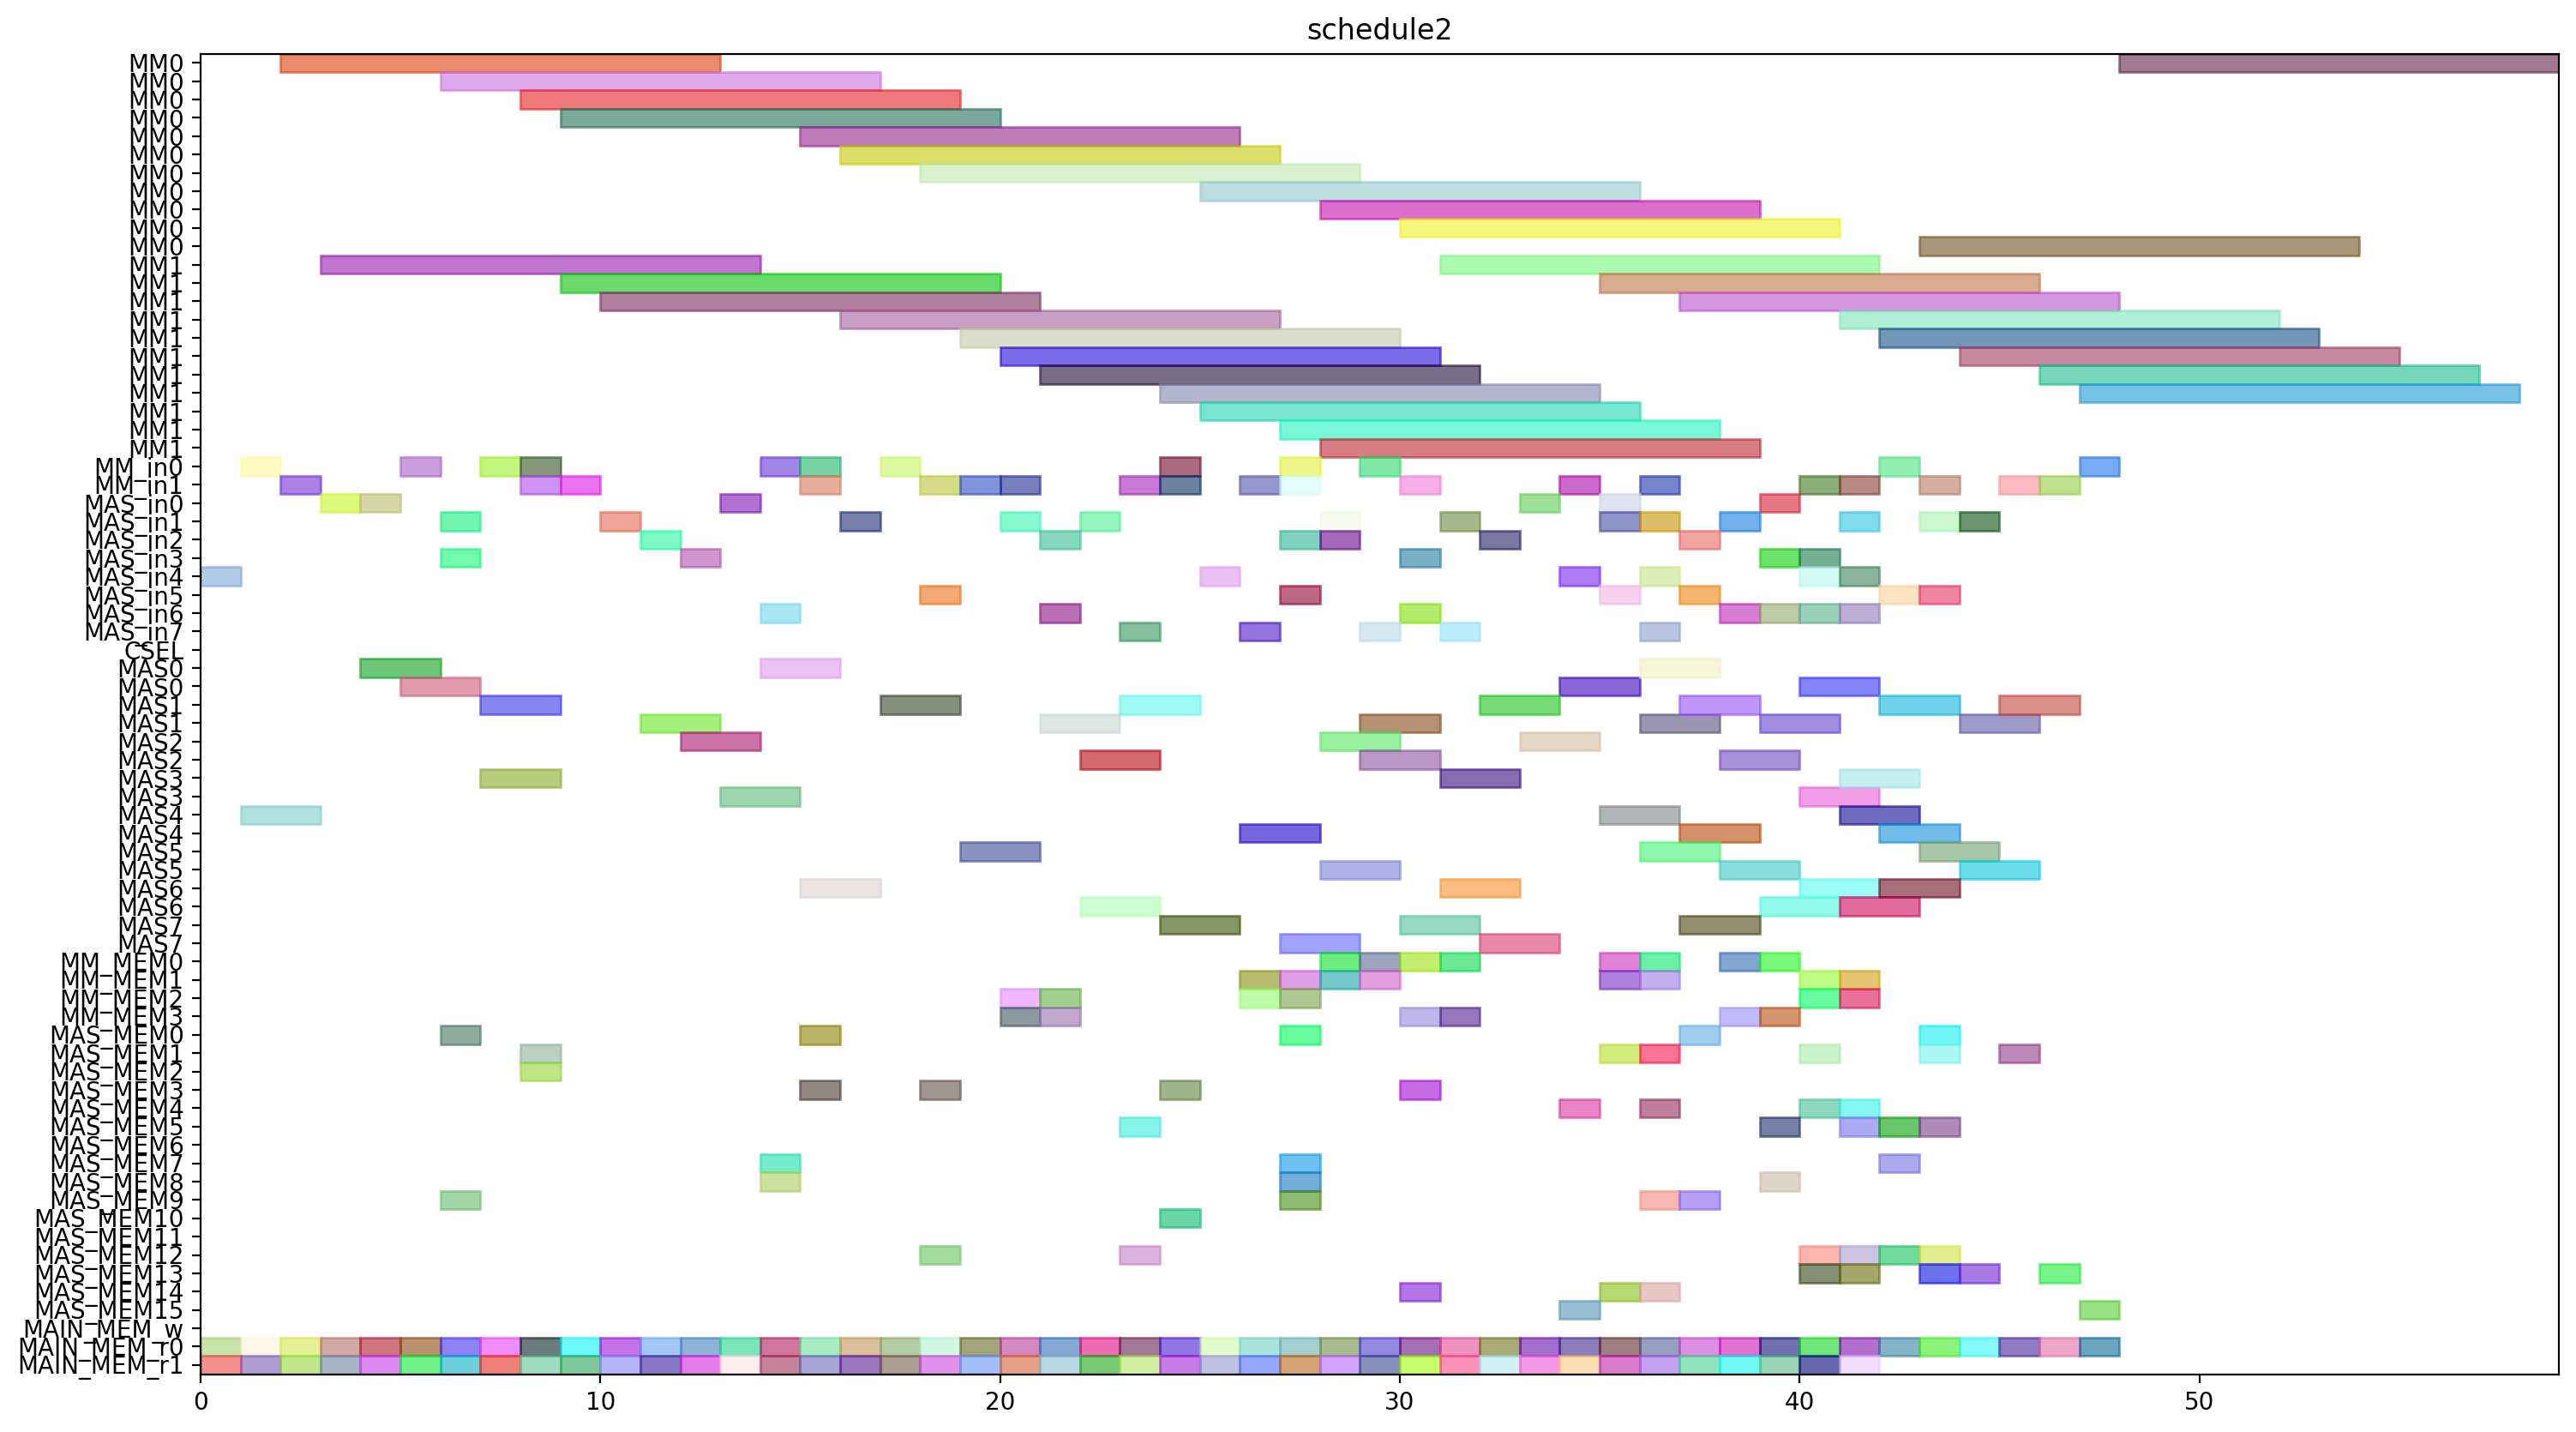 schedule2
MM0
MM0
MM0
MM0
MM0
MM0
MM0
MM0
MM0
MM0
MM0
MM1
MM1
MM1
MM1
MM1
MM1
MM1
MM1
MM1
MM1
MM1
MM_in0
MM_in1
MAS_in0
MAS_in1
MAS_in2
MAS_in3
MAS_in4
MAS_in5
MAS_in6
MAS_in7
CSEL
MAS0
MAS0
MAS1
MAS1
MAS2
MAS2
MAS3
MAS3
MAS4
MAS4
MAS5
MAS5
MAS6
MAS6
MAS7
MAS7
MM_MEM0
MM_MEM1
MM_MEM2
MM_MEM3
MAS_MEM0
MAS_MEM1
MAS_MEM2
MAS_MEM3
MAS_MEM4
MAS_MEM5
MAS_MEM6
MAS_MEM7
MAS_MEM8
MAS_MEM9
MAS_MEM10
MAS_MEM11
MAS_MEM12
MAS_MEM13
MAS_MEM14
MAS_MEM15
MAIN_MEM_w
MAIN_MEM_r0
MAIN_MEM_r1
0 10 20 30 40 50